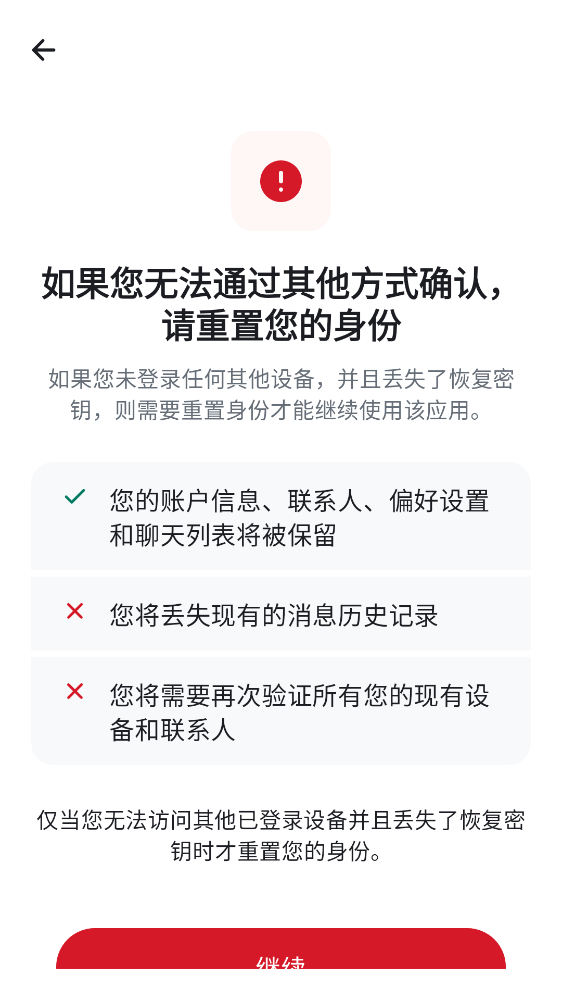 如果您无法通过其他方式确认，
请重置您的身份
如果您未登录任何其他设备，并且丢失了恢复密
钥，则需要重置身份才能继续使用该应用。
您的账户信息、联系人、偏好设置
和聊天列表将被保留
您将丢失现有的消息历史记录
您将需要再次验证所有您的现有设
备和联系人
仅当您无法访问其他已登录设备并且丢失了恢复密
钥时才重置您的身份。
继续